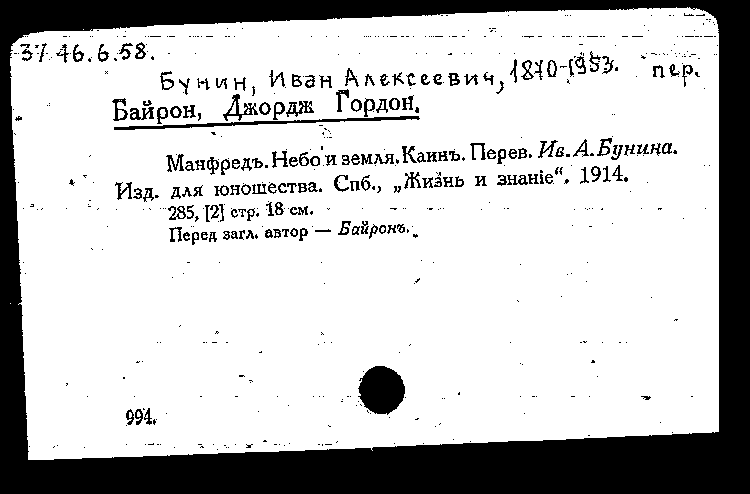 37 46.6.58.
Бунин, Иван Алексеевич, 1870-1953. пер.
Байрон, Джордж Гордон.
Манфредъ. Небо и земля. Каинъ. Перев. Ив. А. Бунина.
Изд. для юношества. Спб., „Жизнь и знаніе“. 1914.
285, [2] стр. 18 см.
Перед загл. автор — Байронъ.
994.